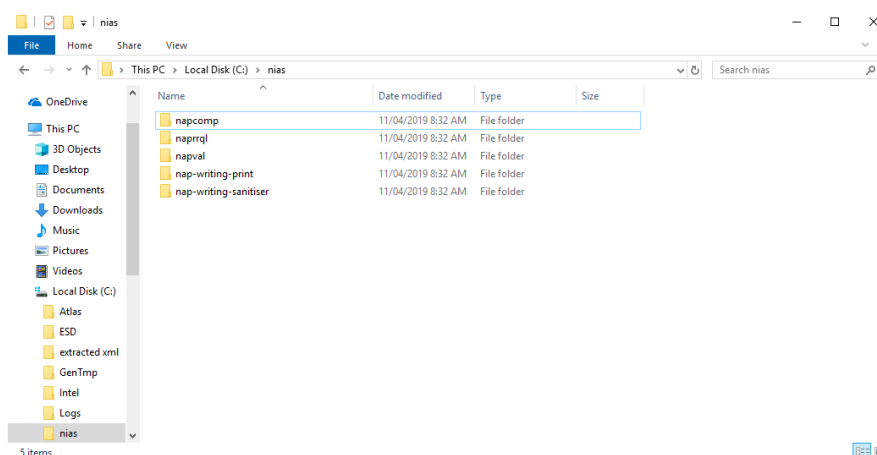 nias
File Home Share View
This PC > Local Disk (C:) > nias Search nias
Name Date modified Type Size
OneDrive
This PC
3D Objects
Desktop
Documents
Downloads
Music
Pictures
Videos
Local Disk (C:)
Atlas
ESD
extracted xml
GenTmp
Intel
Logs
nias
napcomp 11/04/2019 8:32 AM File folder
naprrql 11/04/2019 8:32 AM File folder
napval 11/04/2019 8:32 AM File folder
nap-writing-print 11/04/2019 8:32 AM File folder
nap-writing-sanitiser 11/04/2019 8:32 AM File folder
5 items